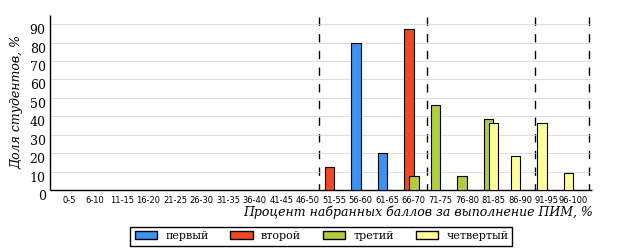 Доля студентов, %
90
80
70
60
50
40
30
20
10
0
0-5 6-10 11-15 16-20 21-25 26-30 31-35 36-40 41-45 46-50 51-55 56-60 61-65 66-70 71-75 76-80 81-85 86-90 91-95 96-100
Процент набранных баллов за выполнение ПИМ, %
первый второй третий четвертый